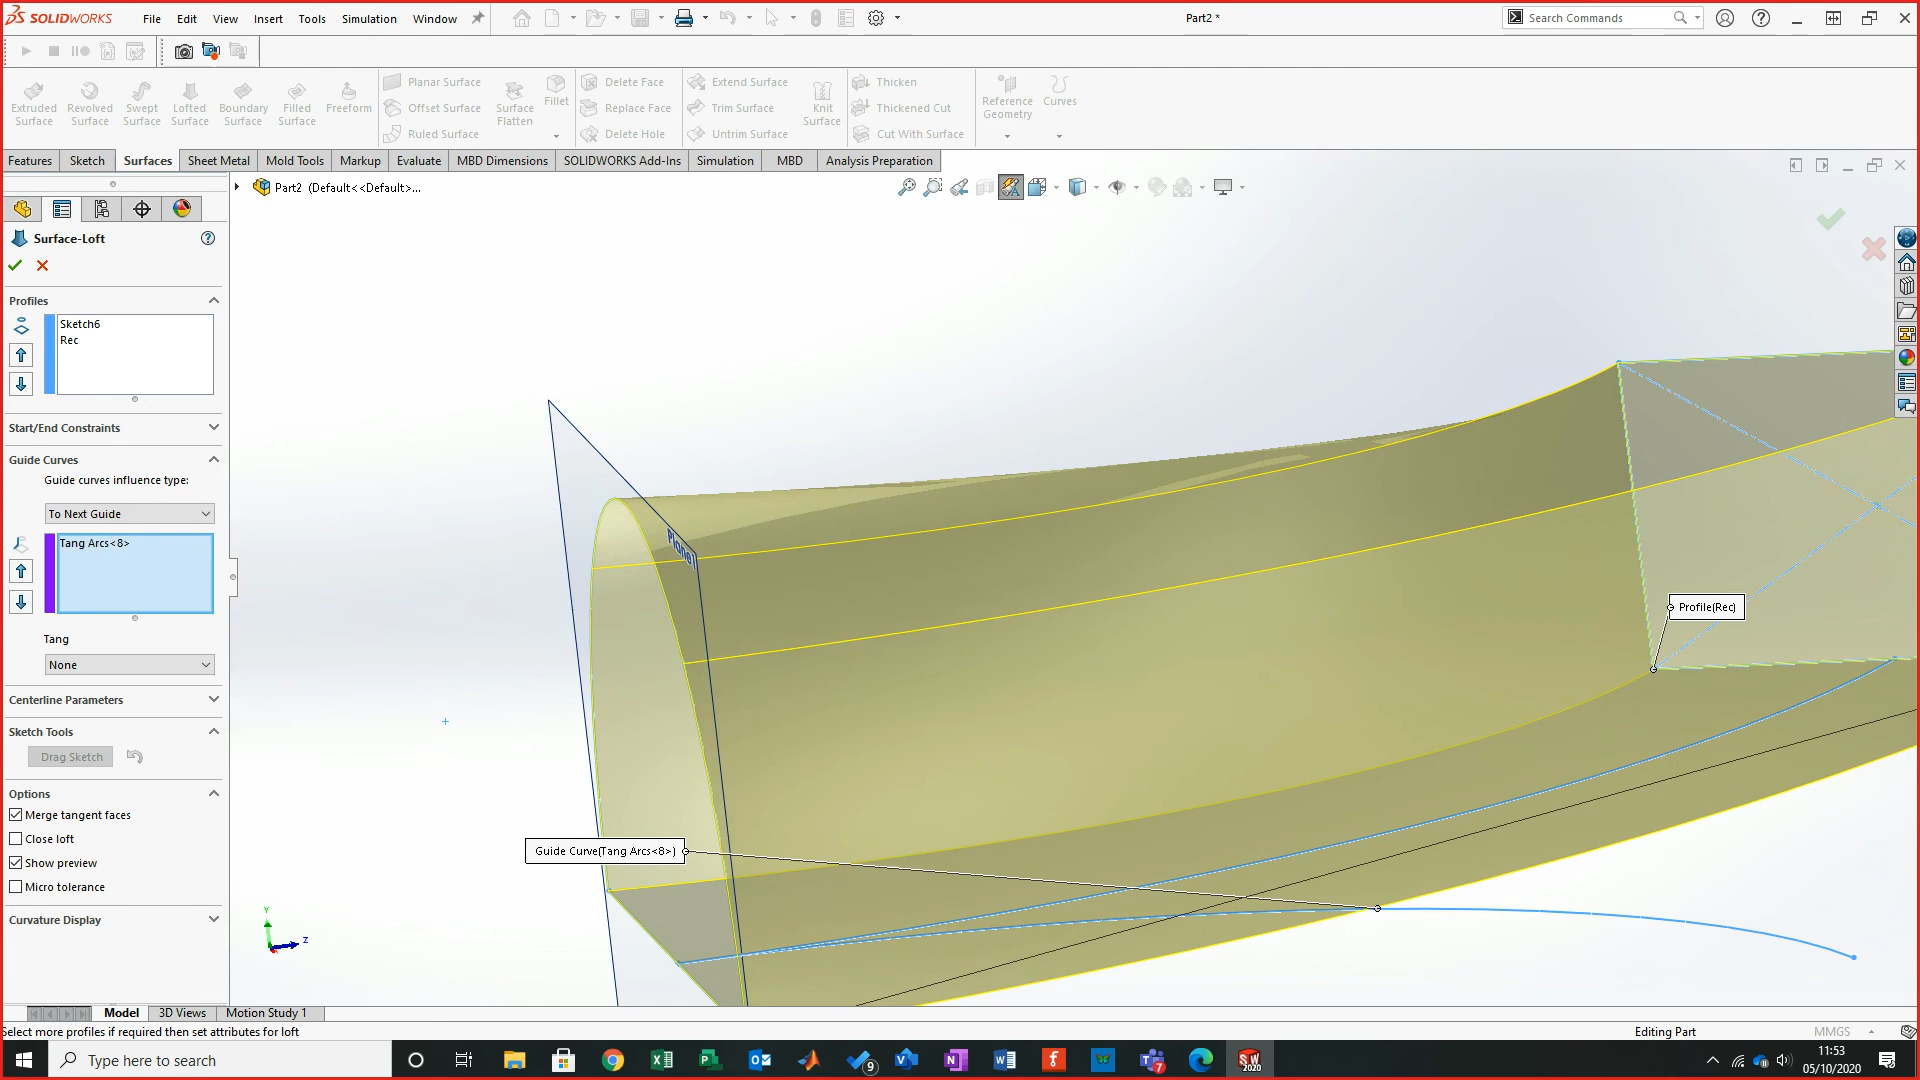 SOLIDWORKS File Edit View Insert Tools Simulation Window Part2 * Search Commands
Extruded Surface
Revolved Surface
Swept Surface
Lofted Surface
Boundary Surface
Filled Surface
Freeform
Planar Surface
Offset Surface
Ruled Surface
Surface Flatten
Fillet
Delete Face
Replace Face
Delete Hole
Extend Surface
Trim Surface
Untrim Surface
Knit Surface
Thicken
Thickened Cut
Cut With Surface
Reference Geometry
Curves
Features Sketch Surfaces Sheet Metal Mold Tools Markup Evaluate MBD Dimensions SOLIDWORKS Add-Ins Simulation MBD Analysis Preparation
Part2 (Default<<Default>...
Surface-Loft
Profiles
Sketch6
Rec
Start/End Constraints
Guide Curves
Guide curves influence type:
To Next Guide
Tang Arcs<8>
Tang
None
Centerline Parameters
Sketch Tools
Drag Sketch
Options
Merge tangent faces
Close loft
Show preview
Micro tolerance
Curvature Display
Plane1
Profile(Rec)
Guide Curve(Tang Arcs<8>)
Y
Z
Model 3D Views Motion Study 1
Select more profiles if required then set attributes for loft Editing Part MMGS
Type here to search
9
7
SW
2020
11:53
05/10/2020